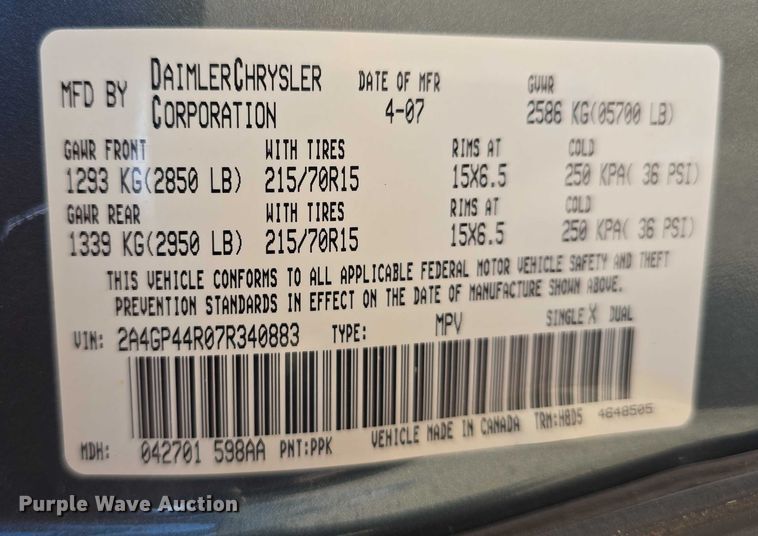 MFD BY DAIMLERCHRYSLER CORPORATION DATE OF MFR 4-07 GVWR 2586 KG(05700 LB)
GAWR FRONT WITH TIRES RIMS AT COLD
1293 KG(2850 LB) 215/70R15 15X6.5 250 KPA( 36 PSI)
GAWR REAR WITH TIRES RIMS AT COLD
1339 KG(2950 LB) 215/70R15 15X6.5 250 KPA( 36 PSI)
THIS VEHICLE CONFORMS TO ALL APPLICABLE FEDERAL MOTOR VEHICLE SAFETY AND THEFT
PREVENTION STANDARDS IN EFFECT ON THE DATE OF MANUFACTURE SHOWN ABOVE.
VIN: 2A4GP44R07R340883 TYPE: MPV SINGLE X DUAL
MDH: 042701 598AA PNT:PPK VEHICLE MADE IN CANADA TRM:H8D5 4648505
Purple Wave Auction